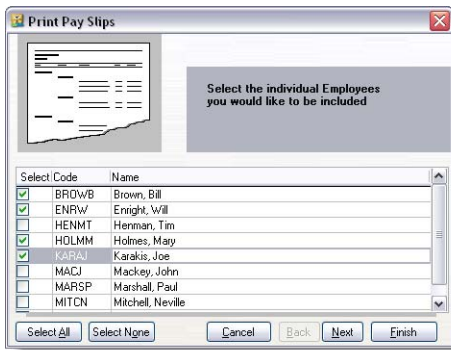 Print Pay Slips
Select the individual Employees
you would like to be included
Select Code Name
BROWB Brown, Bill
ENRW Enright, Will
HENMT Henman, Tim
HOLMM Holmes, Mary
KARAJ Karakis, Joe
MACJ Mackey, John
MARSP Marshall, Paul
MITCN Mitchell, Neville
Select All Select None Cancel Back Next Finish